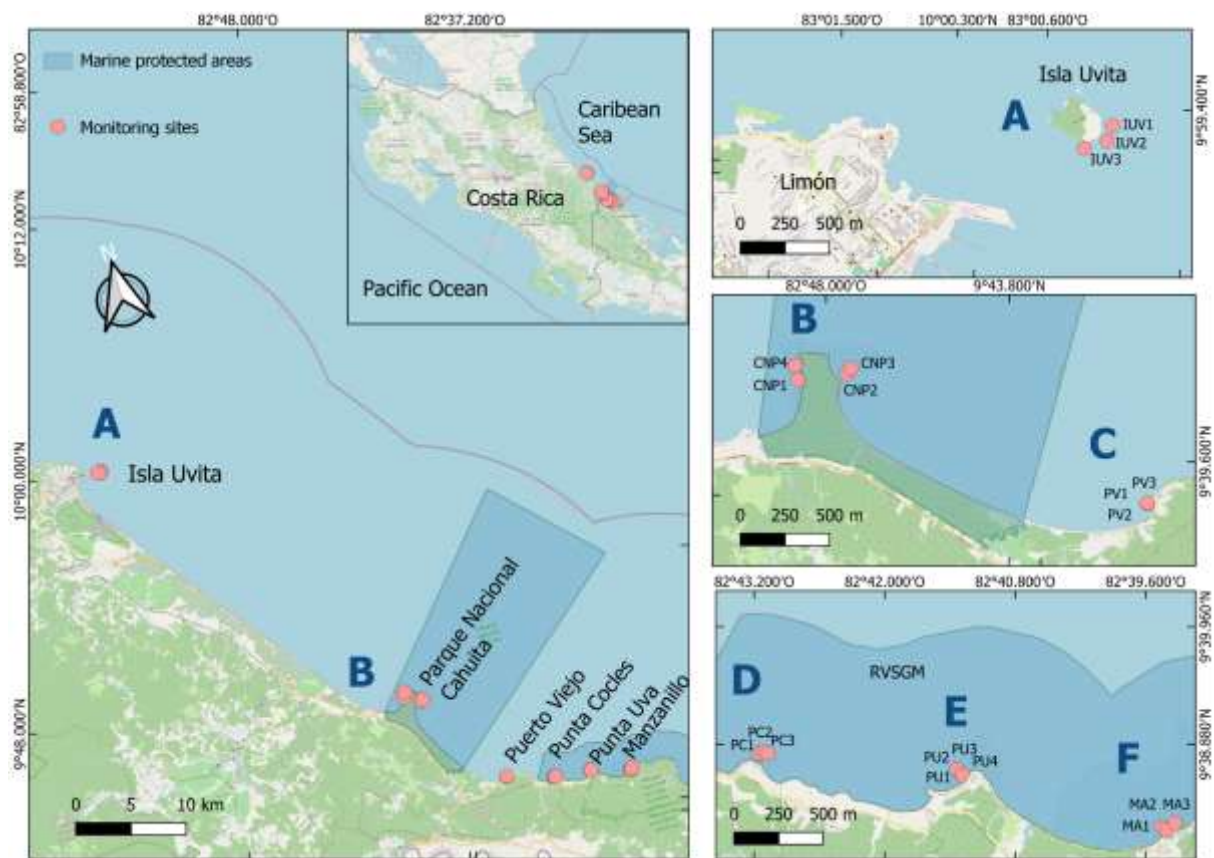 82°48.000'O
82°37.200'O
Marine protected areas
Monitoring sites
82°58.800'O
10°12.000'N
10°00.000'N
9°48.000'N
Caribean
Sea
Costa Rica
Pacific Ocean
N
A
Isla Uvita
B
Parque Nacional
Cahuita
Puerto Viejo
Punta Cocles
Punta Uva
Manzanillo
0 5 10 km
83°01.500'O
10°00.300'N
83°00.600'O
9°59.400'N
Isla Uvita
A
IUV1
IUV2
IUV3
Limón
0 250 500 m
82°48.000'O
9°43.800'N
9°39.600'N
B
CNP4
CNP3
CNP1
CNP2
C
PV3
PV1
PV2
0 250 500 m
82°43.200'O
82°42.000'O
82°40.800'O
82°39.600'O
9°39.960'N
9°38.880'N
RVSGM
D
E
F
PC2
PC1
PC3
PU3
PU2
PU4
PU1
MA2
MA3
MA1
0 250 500 m